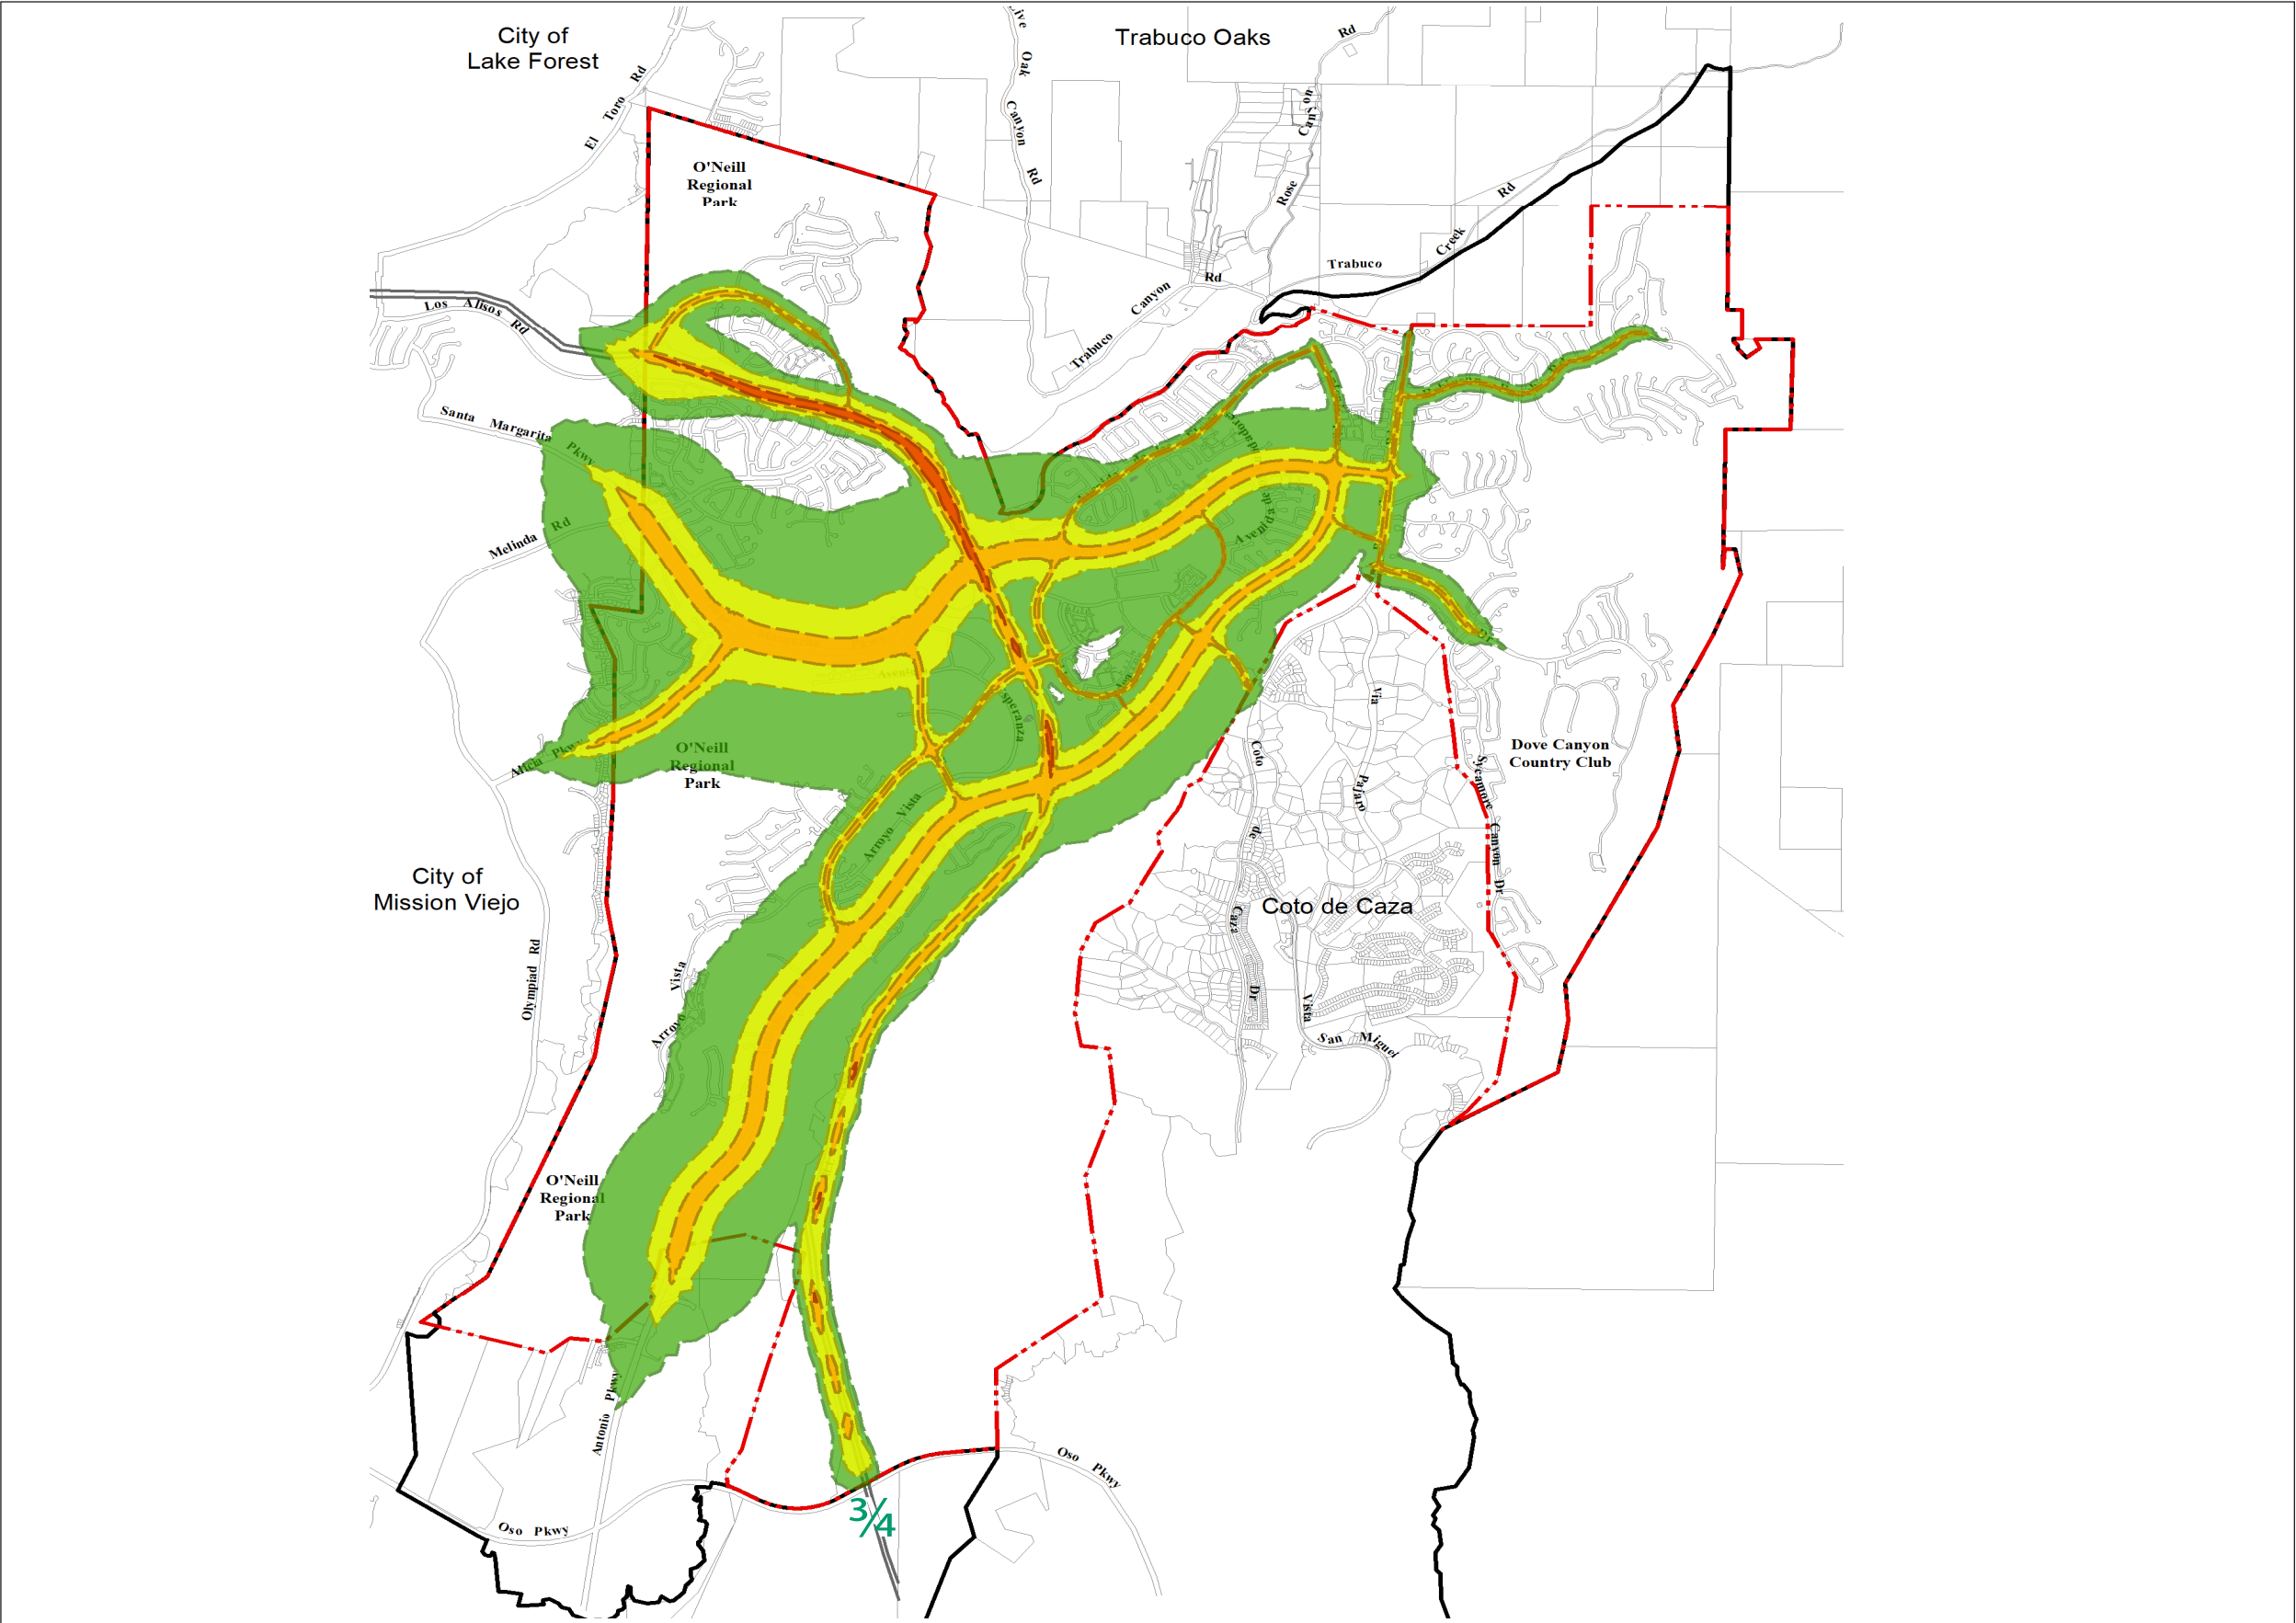 City of
Lake Forest
Trabuco Oaks
El Toro Rd
Live Oak Canyon Rd
Rd
Canyon
Rose
O'Neill
Regional
Park
Los Alisos Rd
Trabuco Canyon Rd
Trabuco Creek Rd
Santa Margarita Pkwy
Melinda Rd
Avenida de
Alicia Pkwy
O'Neill
Regional
Park
Esperanza
Arroyo Vista
Dr
Via
Pajaro
Coto de Caza Dr
Dove Canyon
Country Club
Sycamore Canyon Dr
City of
Mission Viejo
Coto de Caza
Olympiad Rd
Arroyo Vista
Vista
San Miguel
O'Neill
Regional
Park
Antonio Pkwy
Oso Pkwy
Oso Pkwy
¾